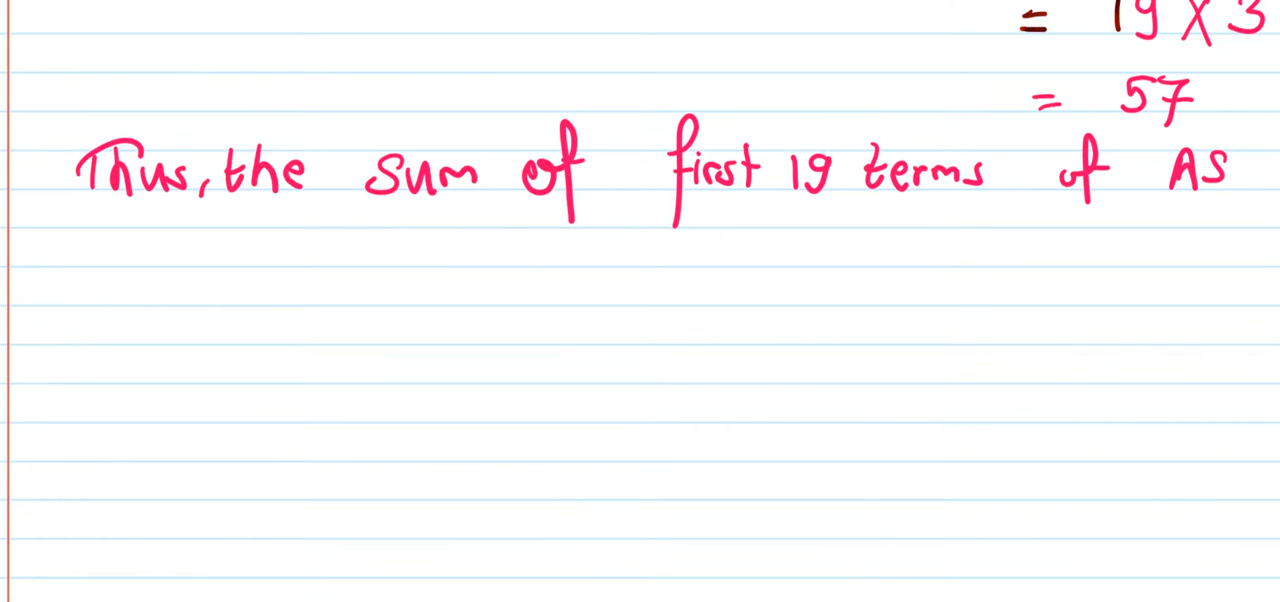 = 19 X 3
= 57
Thus, the sum of first 19 terms of AS